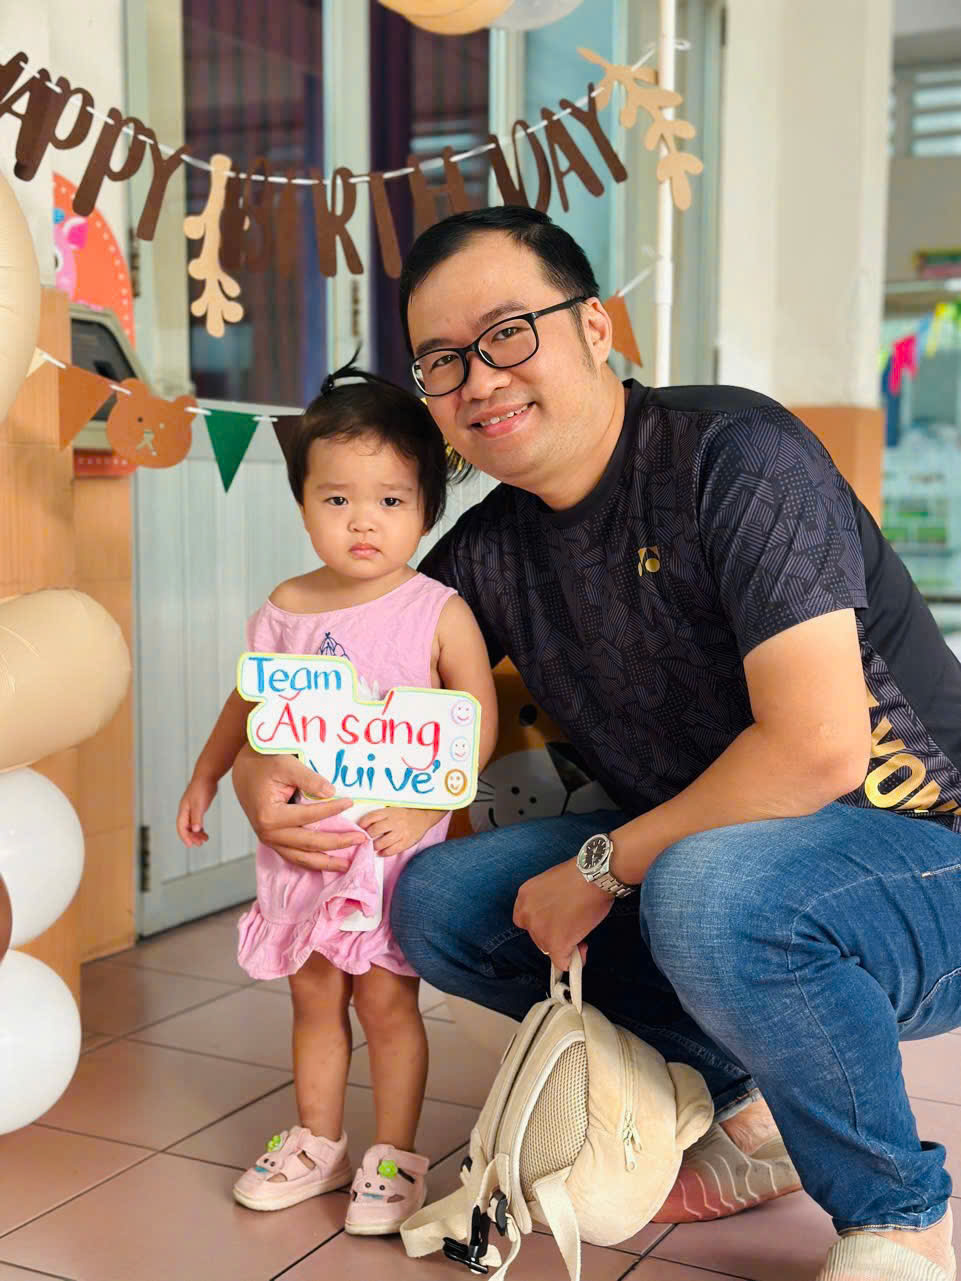 HAPPY BIRTHDAY
Team
Ăn sáng
Vui vẻ